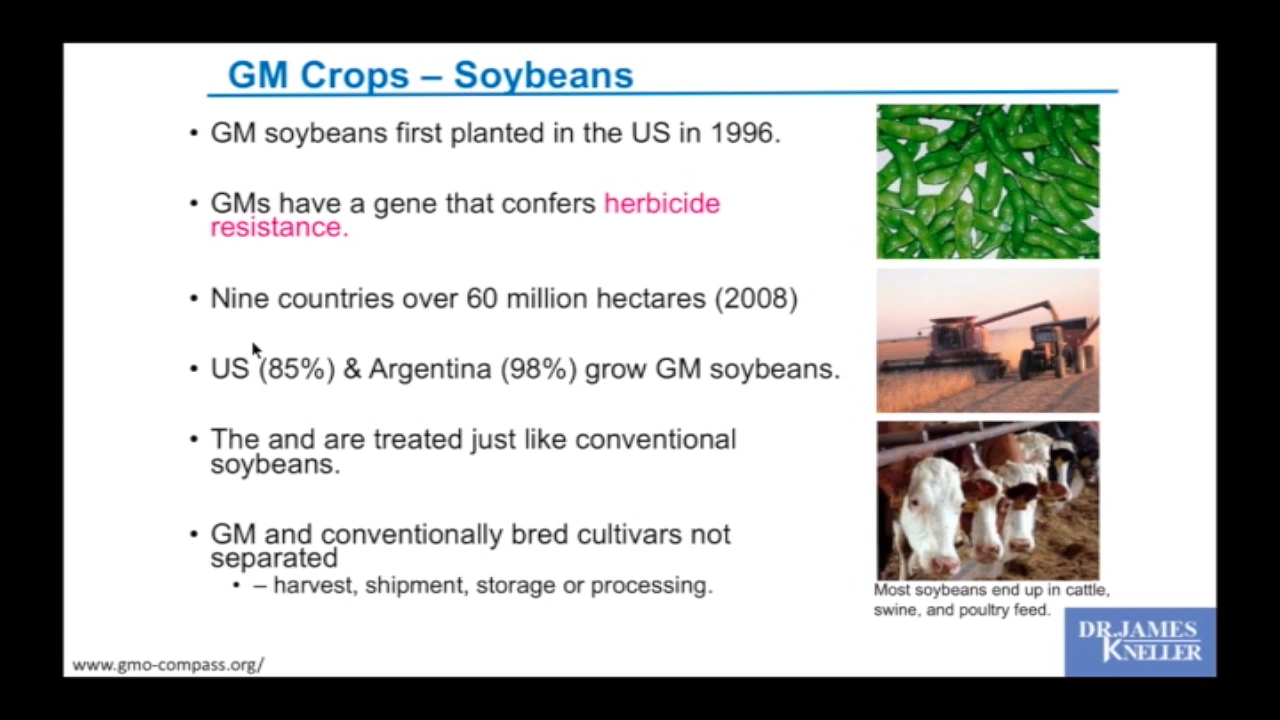 GM Crops – Soybeans
• GM soybeans first planted in the US in 1996.
• GMs have a gene that confers herbicide
resistance.
• Nine countries over 60 million hectares (2008)
• US (85%) & Argentina (98%) grow GM soybeans.
• The and are treated just like conventional
soybeans.
• GM and conventionally bred cultivars not
separated
• – harvest, shipment, storage or processing.
Most soybeans end up in cattle,
swine, and poultry feed.
DR.JAMES
KNELLER
www.gmo-compass.org/